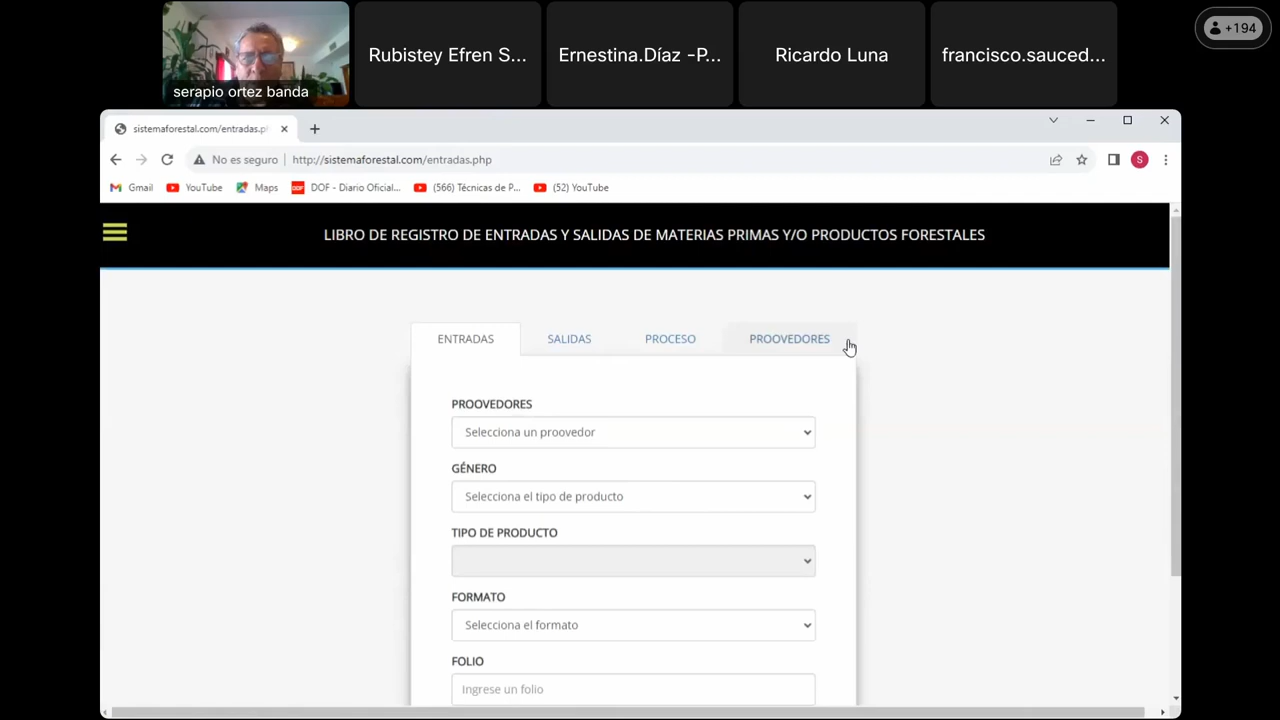 Rubistey Efren S...
Ernestina.Díaz -P...
Ricardo Luna
francisco.sauced...
+194
serapio ortez banda
sistemaforestal.com/entradas.p
No es seguro
http://sistemaforestal.com/entradas.php
S
Gmail
YouTube
Maps
DOF
DOF - Diario Oficial...
(566) Técnicas de P...
(52) YouTube
LIBRO DE REGISTRO DE ENTRADAS Y SALIDAS DE MATERIAS PRIMAS Y/O PRODUCTOS FORESTALES
ENTRADAS
SALIDAS
PROCESO
PROOVEDORES
PROOVEDORES
Selecciona un proovedor
GÉNERO
Selecciona el tipo de producto
TIPO DE PRODUCTO
FORMATO
Selecciona el formato
FOLIO
Ingrese un folio